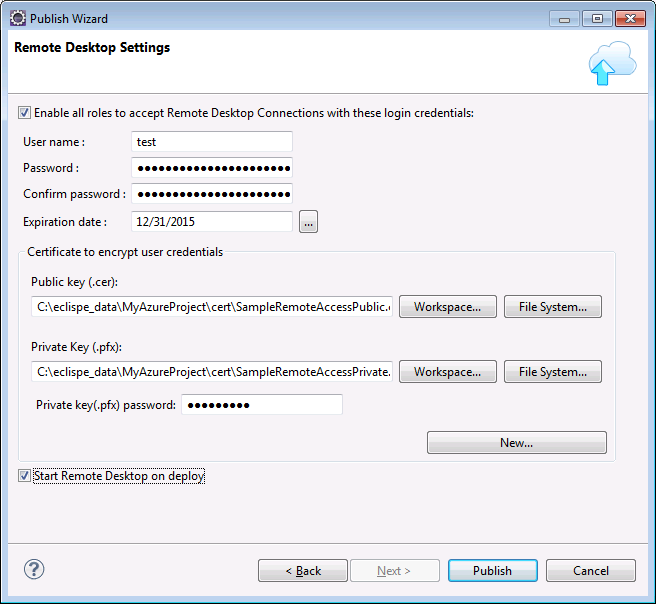 Publish Wizard
Remote Desktop Settings
Enable all roles to accept Remote Desktop Connections with these login credentials:
User name : test
Password : ●●●●●●●●●●●●●●●●●●●●●●
Confirm password : ●●●●●●●●●●●●●●●●●●●●●●
Expiration date : 12/31/2015 ...
Certificate to encrypt user credentials
Public key (.cer):
C:\eclispe_data\MyAzureProject\cert\SampleRemoteAccessPublic. Workspace... File System...
Private Key (.pfx):
C:\eclispe_data\MyAzureProject\cert\SampleRemoteAccessPrivate. Workspace... File System...
Private key(.pfx) password: ●●●●●●●●●
New...
Start Remote Desktop on deploy
? < Back Next > Publish Cancel